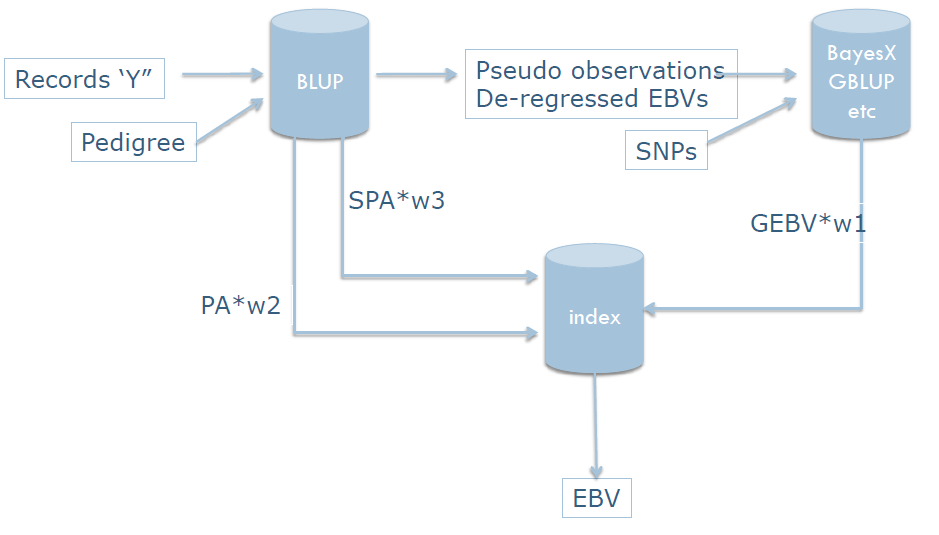 Records ‘Y”
Pedigree
BLUP
Pseudo observations
De-regressed EBVs
SNPs
BayesX
GBLUP
etc
SPA*w3
GEBV*w1
PA*w2
index
EBV